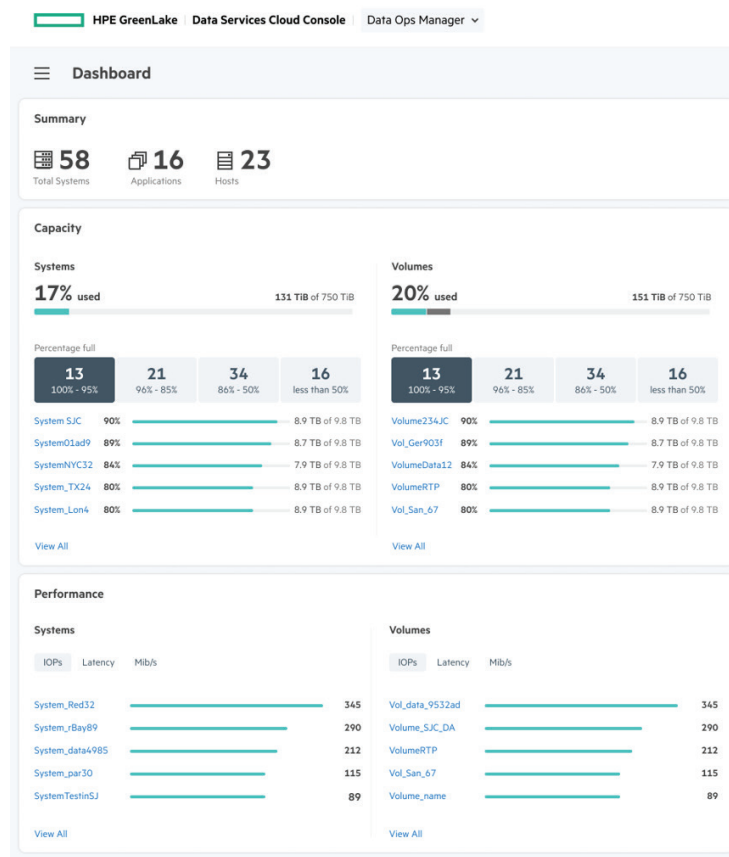 HPE GreenLake Data Services Cloud Console Data Ops Manager
Dashboard
Summary
58 16 23
Total Systems Applications Hosts
Capacity
Systems
17% used 131 TiB of 750 TiB
Percentage full
13 21 34 16
100% - 95% 96% - 85% 86% - 50% less than 50%
System SJC 90% 8.9 TB of 9.8 TB
System01ad9 89% 8.7 TB of 9.8 TB
SystemNYC32 84% 7.9 TB of 9.8 TB
System_TX24 80% 8.9 TB of 9.8 TB
System_Lon4 80% 8.9 TB of 9.8 TB
View All
Volumes
20% used 151 TiB of 750 TiB
Percentage full
13 21 34 16
100% - 95% 96% - 85% 86% - 50% less than 50%
Volume234JC 90% 8.9 TB of 9.8 TB
Vol_Ger903f 89% 8.7 TB of 9.8 TB
VolumeData12 84% 7.9 TB of 9.8 TB
VolumeRTP 80% 8.9 TB of 9.8 TB
Vol_San_67 80% 8.9 TB of 9.8 TB
View All
Performance
Systems
IOPs Latency Mib/s
System_Red32 345
System_rBay89 290
System_data4985 212
System_par30 115
SystemTestinSJ 89
View All
Volumes
IOPs Latency Mib/s
Vol_data_9532ad 345
Volume_SJC_DA 290
VolumeRTP 212
Vol_San_67 115
Volume_name 89
View All